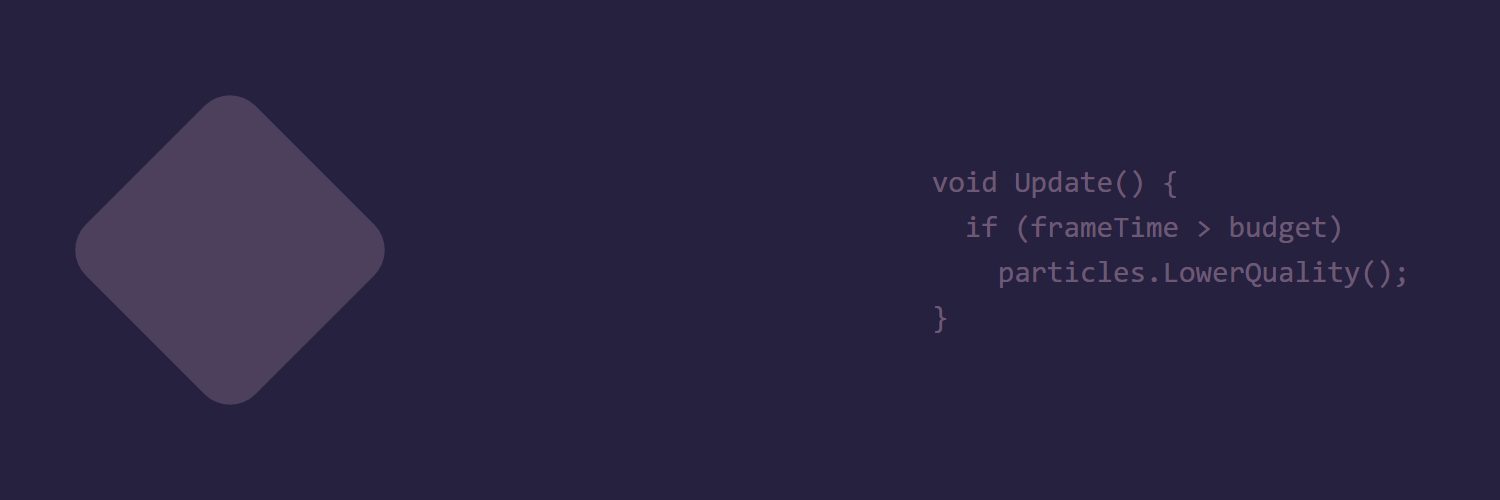 void Update() {
  if (frameTime > budget)
    particles.LowerQuality();
}